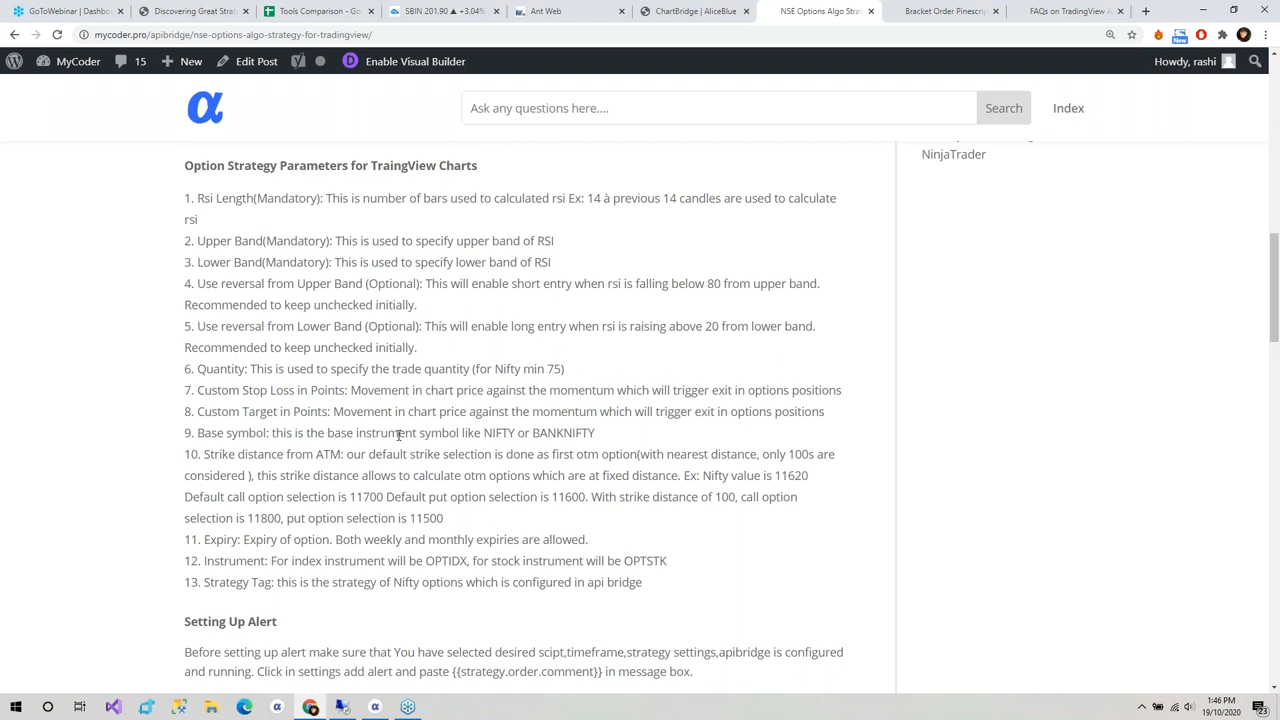 GoToWebinar | Dashboard
Discovering Great Strat
Tools Comparison - Go
SBIN 201.90 ▲ +3.04%
Ant Web
ChartBridge | AliceBlue
NSE Options Algo Stra
Bracket Order Pinescrip
FAQs on TradingView A
mycoder.pro/apibridge/nse-options-algo-strategy-for-tradingview/
New
MyCoder
15
New
Edit Post
Enable Visual Builder
Howdy, rashi
α
Ask any questions here....
Search
Index
NinjaTrader
Option Strategy Parameters for TraingView Charts
1. Rsi Length(Mandatory): This is number of bars used to calculated rsi Ex: 14 à previous 14 candles are used to calculate
rsi
2. Upper Band(Mandatory): This is used to specify upper band of RSI
3. Lower Band(Mandatory): This is used to specify lower band of RSI
4. Use reversal from Upper Band (Optional): This will enable short entry when rsi is falling below 80 from upper band.
Recommended to keep unchecked initially.
5. Use reversal from Lower Band (Optional): This will enable long entry when rsi is raising above 20 from lower band.
Recommended to keep unchecked initially.
6. Quantity: This is used to specify the trade quantity (for Nifty min 75)
7. Custom Stop Loss in Points: Movement in chart price against the momentum which will trigger exit in options positions
8. Custom Target in Points: Movement in chart price against the momentum which will trigger exit in options positions
9. Base symbol: this is the base instrument symbol like NIFTY or BANKNIFTY
10. Strike distance from ATM: our default strike selection is done as first otm option(with nearest distance, only 100s are
considered ), this strike distance allows to calculate otm options which are at fixed distance. Ex: Nifty value is 11620
Default call option selection is 11700 Default put option selection is 11600. With strike distance of 100, call option
selection is 11800, put option selection is 11500
11. Expiry: Expiry of option. Both weekly and monthly expiries are allowed.
12. Instrument: For index instrument will be OPTIDX, for stock instrument will be OPTSTK
13. Strategy Tag: this is the strategy of Nifty options which is configured in api bridge
Setting Up Alert
Before setting up alert make sure that You have selected desired scipt,timeframe,strategy settings,apibridge is configured
and running. Click in settings add alert and paste {{strategy.order.comment}} in message box.
1:46 PM
19/10/2020
23